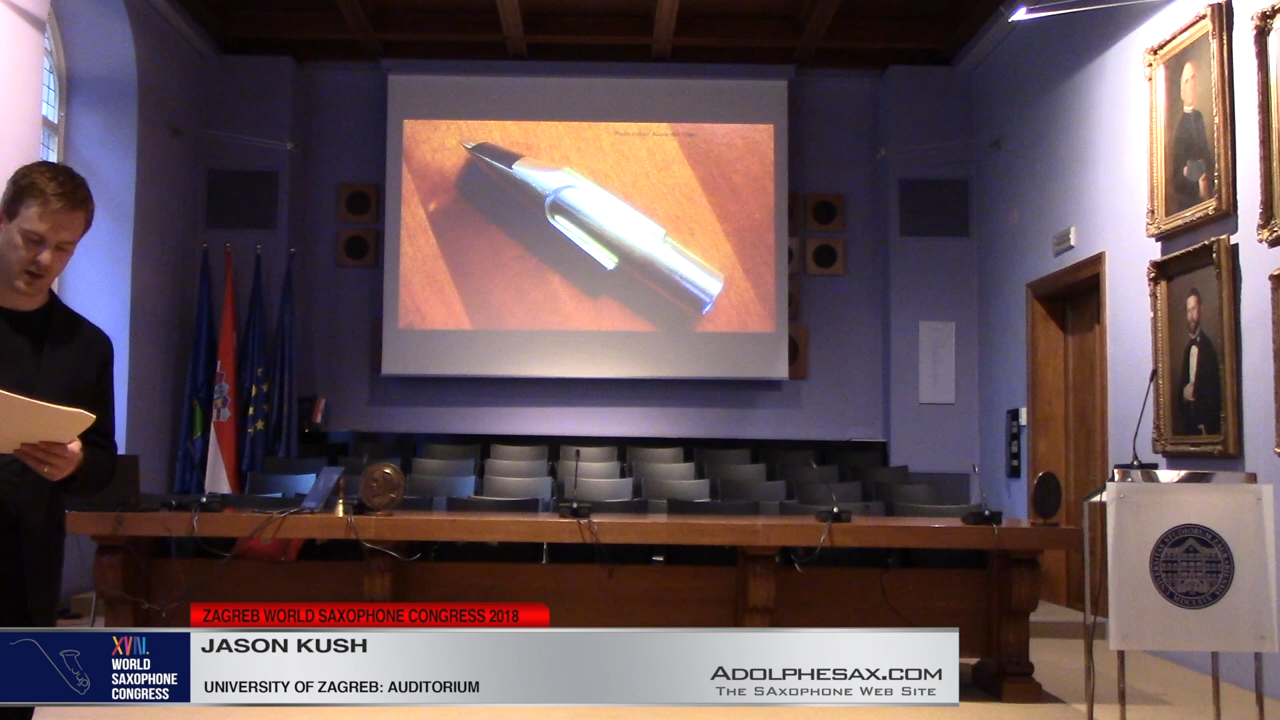 ZAGREB WORLD SAXOPHONE CONGRESS 2018
JASON KUSH
UNIVERSITY OF ZAGREB: AUDITORIUM
XVIII.
WORLD
SAXOPHONE
CONGRESS
ADOLPHESAX.COM
THE SAXOPHONE WEB SITE